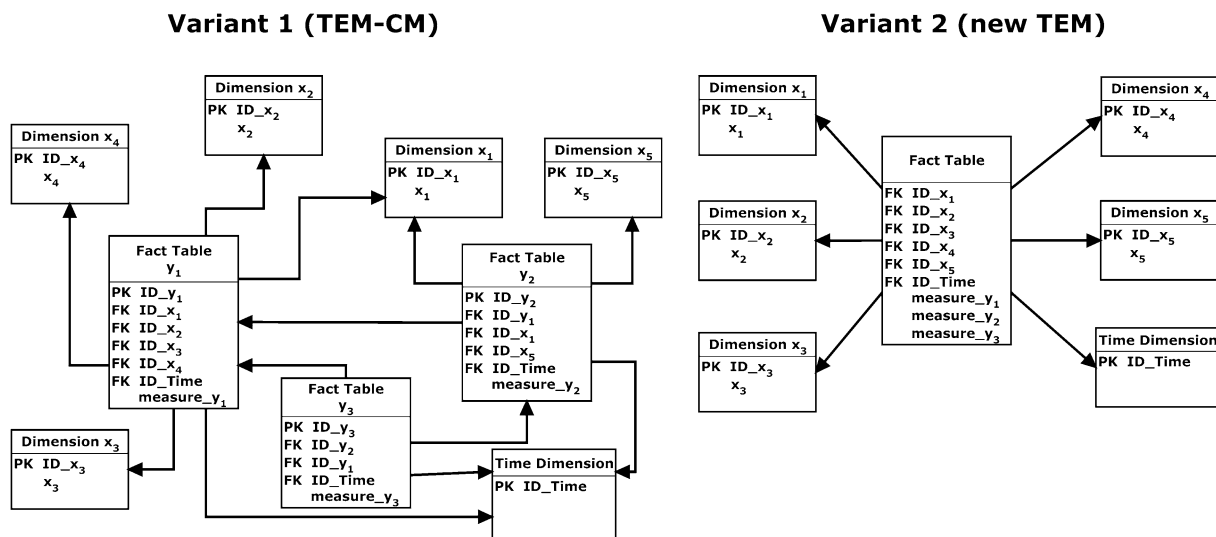 Variant 1 (TEM-CM)
Dimension x₂
PK ID_x₂
x₂
Dimension x₄
PK ID_x₄
x₄
Dimension x₁
PK ID_x₁
x₁
Dimension x₅
PK ID_x₅
x₅
Fact Table
y₁
PK ID_y₁
FK ID_x₁
FK ID_x₂
FK ID_x₃
FK ID_x₄
FK ID_Time
measure_y₁
Fact Table
y₂
PK ID_y₂
FK ID_y₁
FK ID_x₁
FK ID_x₅
FK ID_Time
measure_y₂
Fact Table
y₃
PK ID_y₃
FK ID_y₂
FK ID_y₁
FK ID_Time
measure_y₃
Dimension x₃
PK ID_x₃
x₃
Time Dimension
PK ID_Time
Variant 2 (new TEM)
Dimension x₁
PK ID_x₁
x₁
Dimension x₂
PK ID_x₂
x₂
Dimension x₃
PK ID_x₃
x₃
Fact Table
FK ID_x₁
FK ID_x₂
FK ID_x₃
FK ID_x₄
FK ID_x₅
FK ID_Time
measure_y₁
measure_y₂
measure_y₃
Dimension x₄
PK ID_x₄
x₄
Dimension x₅
PK ID_x₅
x₅
Time Dimension
PK ID_Time